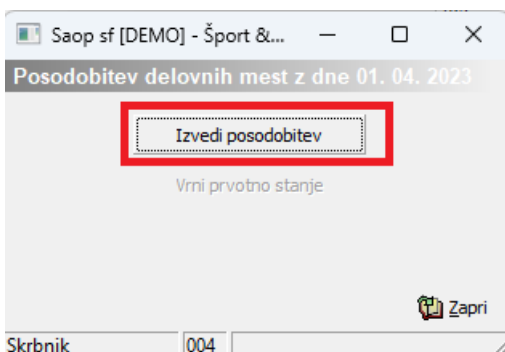 Saop sf [DEMO] - Šport &...
Posodobitev delovnih mest z dne 01. 04. 2023
Izvedi posodobitev
Vrni prvotno stanje
Zapri
Skrbnik 004